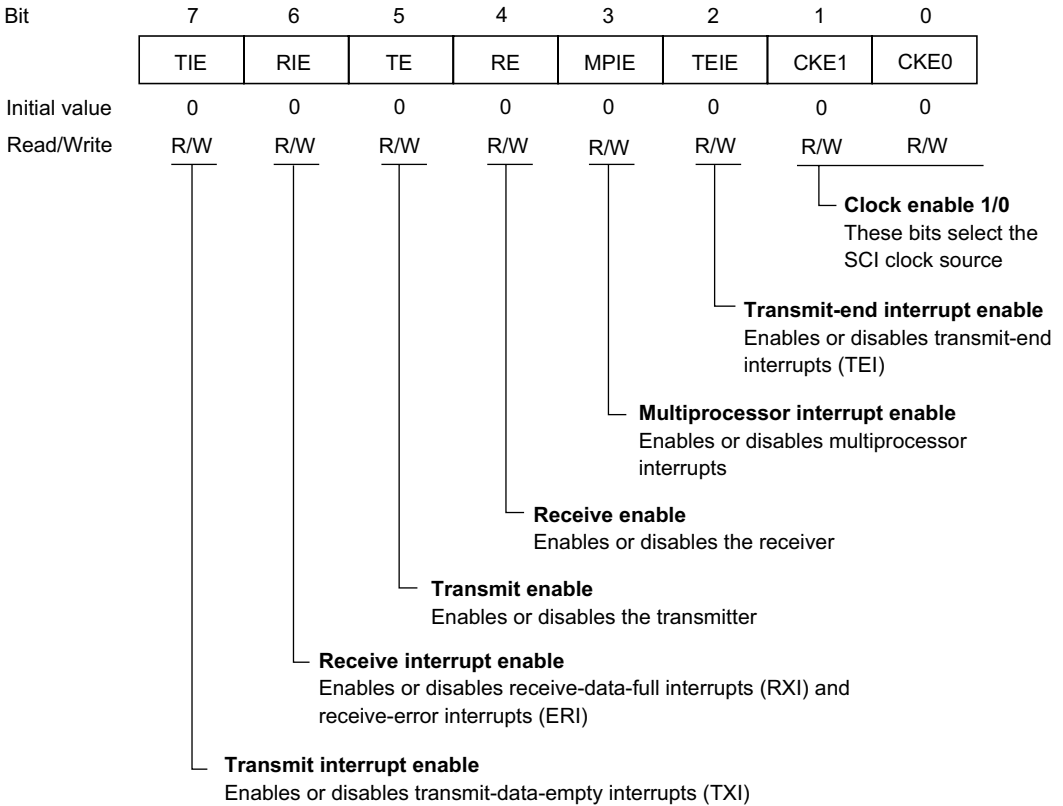 Bit 7 6 5 4 3 2 1 0
TIE RIE TE RE MPIE TEIE CKE1 CKE0
Initial value 0 0 0 0 0 0 0 0
Read/Write R/W R/W R/W R/W R/W R/W R/W R/W
Clock enable 1/0
These bits select the
SCI clock source
Transmit-end interrupt enable
Enables or disables transmit-end
interrupts (TEI)
Multiprocessor interrupt enable
Enables or disables multiprocessor
interrupts
Receive enable
Enables or disables the receiver
Transmit enable
Enables or disables the transmitter
Receive interrupt enable
Enables or disables receive-data-full interrupts (RXI) and
receive-error interrupts (ERI)
Transmit interrupt enable
Enables or disables transmit-data-empty interrupts (TXI)